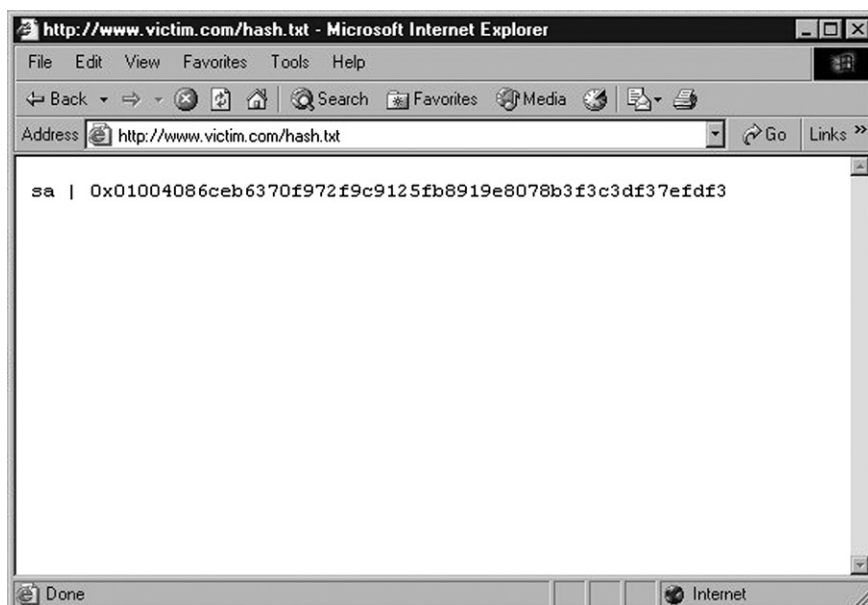 http://www.victim.com/hash.txt - Microsoft Internet Explorer
File Edit View Favorites Tools Help
Back Search Favorites Media
Address http://www.victim.com/hash.txt Go Links »
sa | 0x01004086ceb6370f972f9c9125fb8919e8078b3f3c3df37efdf3
Done Internet